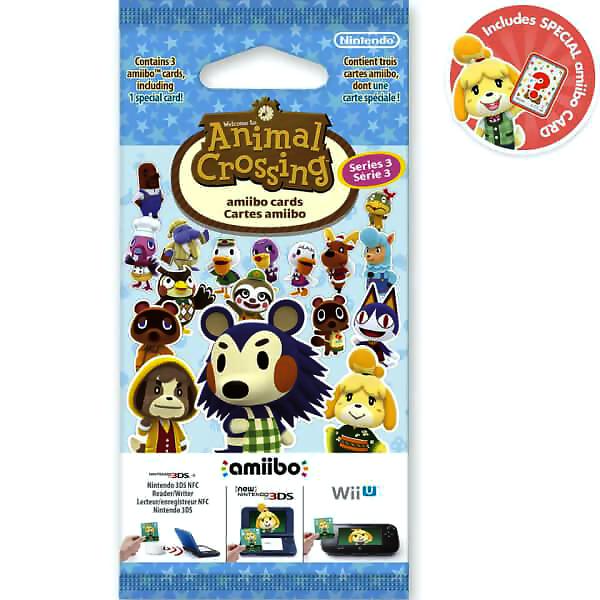 Nintendo
Contains 3
amiibo™ cards,
including
1 special card!
Contient trois
cartes amiibo,
dont une
carte spéciale !
Includes SPECIAL amiibo CARD
Welcome to
Animal
Crossing
Series 3
Série 3
amiibo cards
Cartes amiibo
amiibo
NINTENDO 3DS
Nintendo 3DS NFC
Reader/Writer
Lecteur/enregistreur NFC
Nintendo 3DS
new
NINTENDO 3DS
Wii U